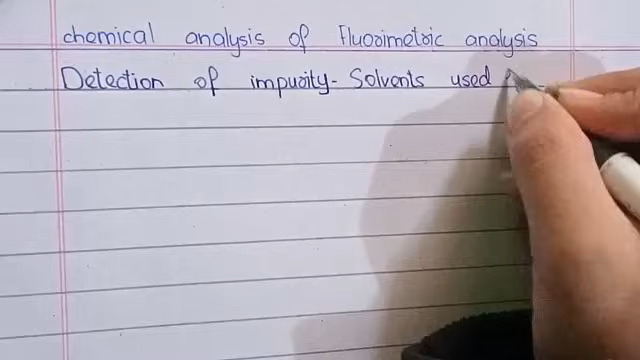 chemical analysis of Fluorimetric analysis
Detection of impurity- Solvents used